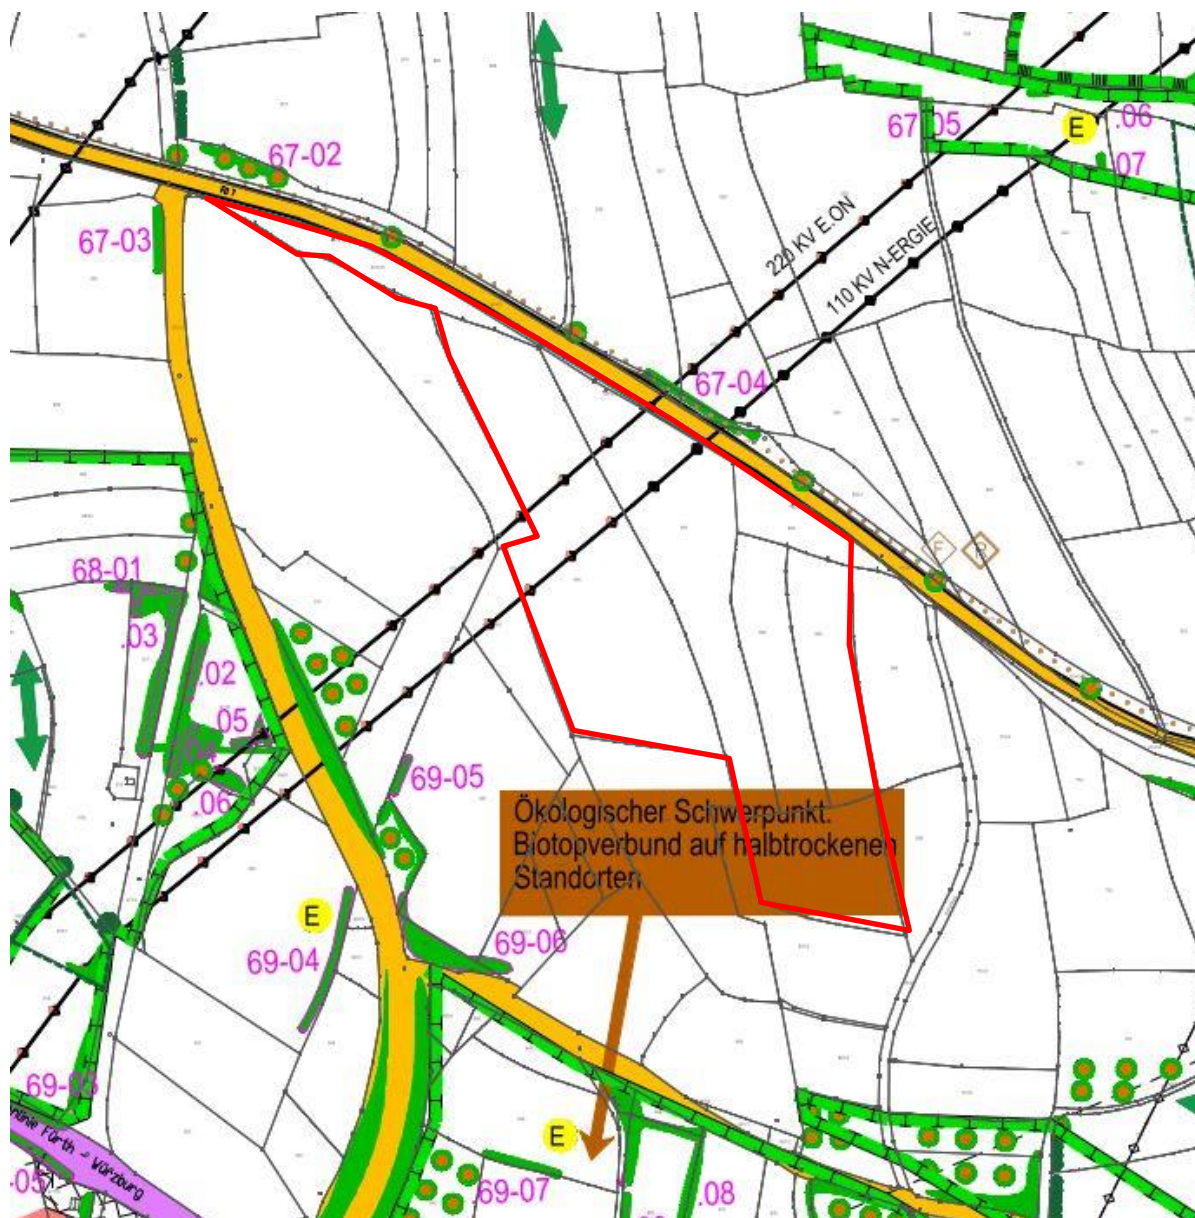 67-02
67-05
E
.06
.07
67-03
220 KV E.ON
110 KV N-ERGIE
67-04
F
R
68-01
.03
.02
.05
.04
.06
69-05
Ökologischer Schwerpunkt:
Biotopverbund auf halbtrockenen
Standorten
E
69-04
69-06
69-03
E
Fürth - Würzburg
69-07
.08